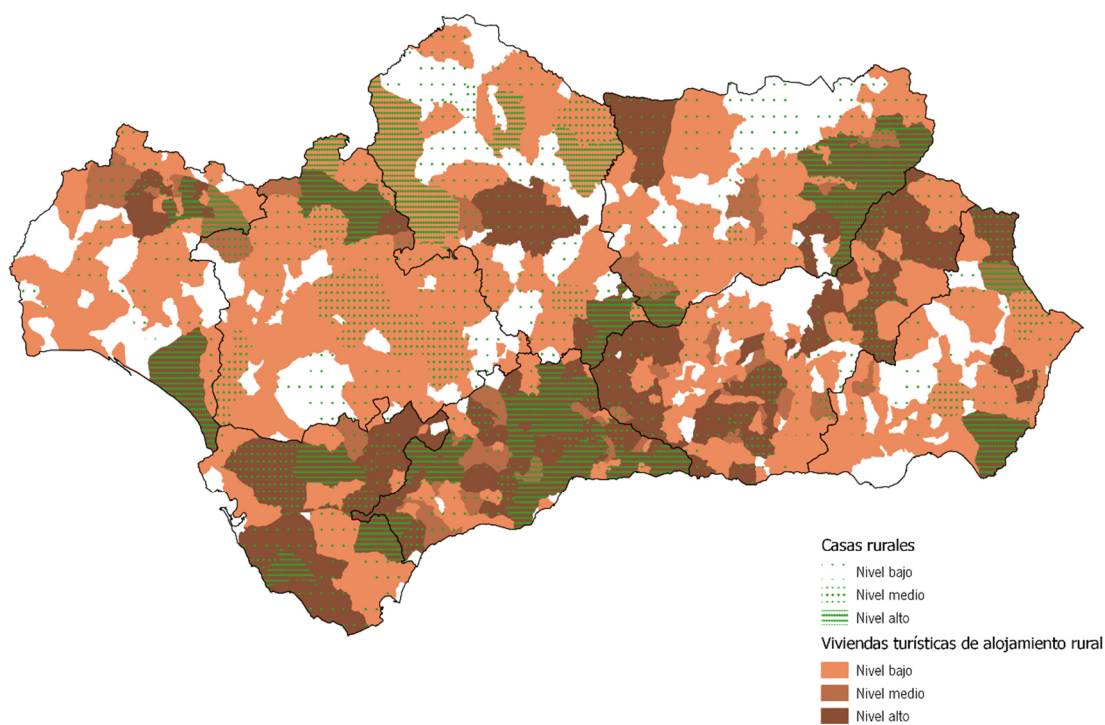 Casas rurales
Nivel bajo
Nivel medio
Nivel alto
Viviendas turísticas de alojamiento rural
Nivel bajo
Nivel medio
Nivel alto